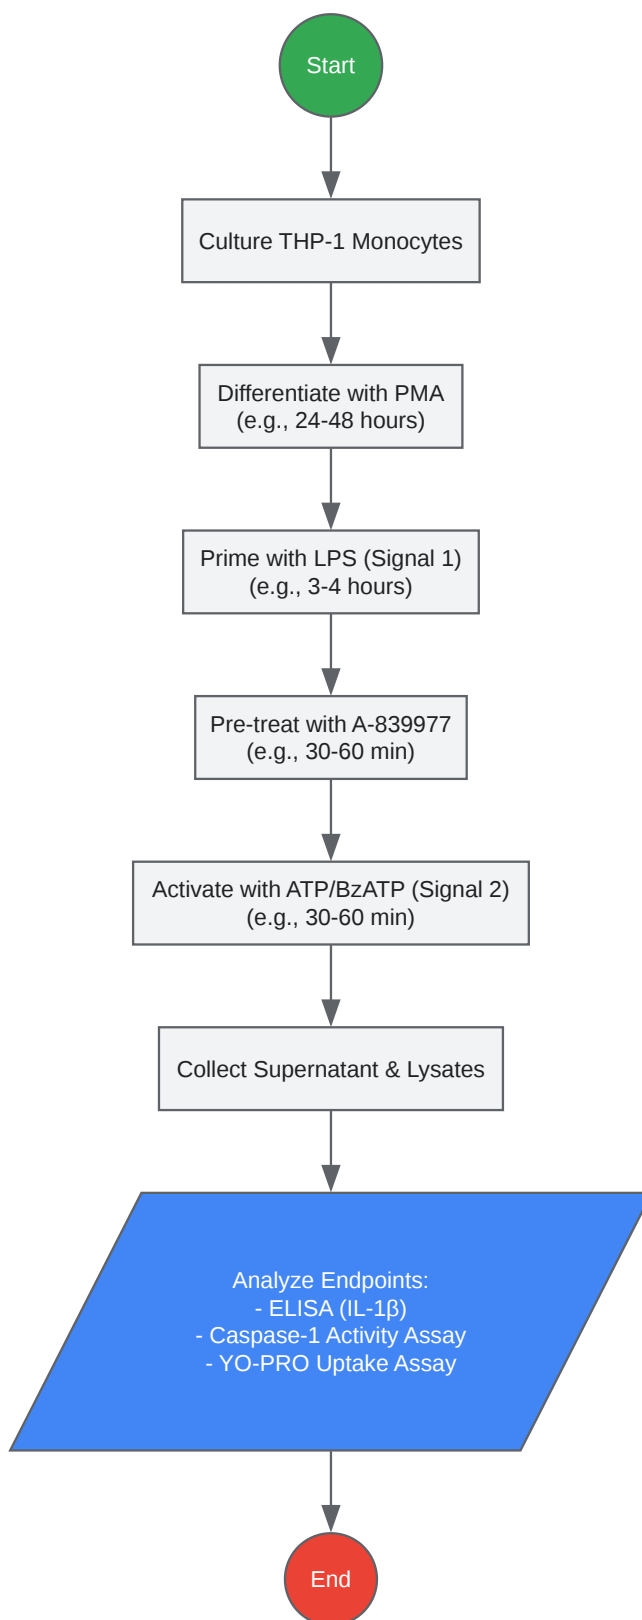 Start
Culture THP-1 Monocytes
Differentiate with PMA
(e.g., 24-48 hours)
Prime with LPS (Signal 1)
(e.g., 3-4 hours)
Pre-treat with A-839977
(e.g., 30-60 min)
Activate with ATP/BzATP (Signal 2)
(e.g., 30-60 min)
Collect Supernatant & Lysates
Analyze Endpoints:
- ELISA (IL-1β)
- Caspase-1 Activity Assay
- YO-PRO Uptake Assay
End